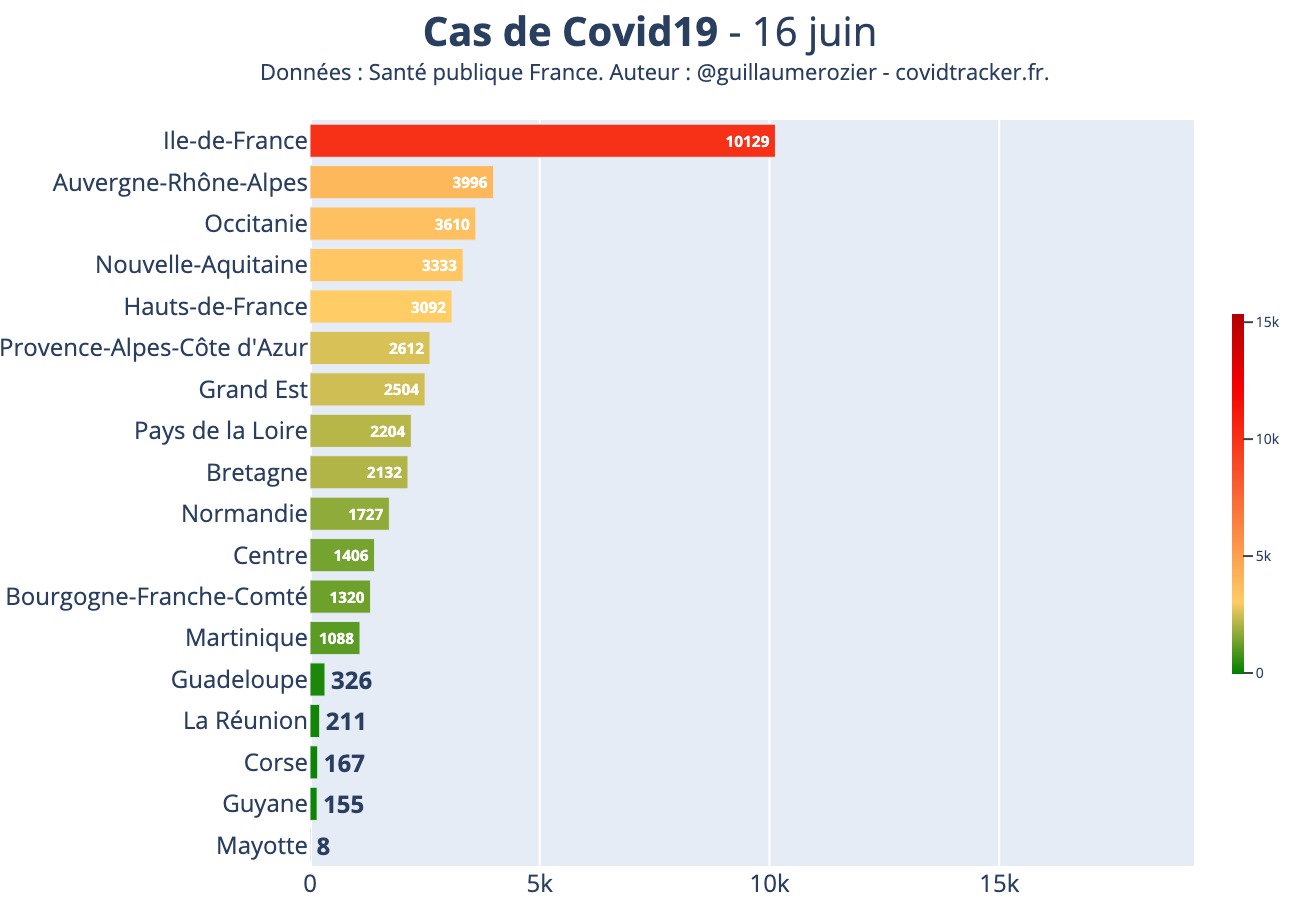 Cas de Covid19 - 16 juin
Données : Santé publique France. Auteur : @guillaumerozier - covidtracker.fr.
Ile-de-France 10129
Auvergne-Rhône-Alpes 3996
Occitanie 3610
Nouvelle-Aquitaine 3333
Hauts-de-France 3092
Provence-Alpes-Côte d'Azur 2612
Grand Est 2504
Pays de la Loire 2204
Bretagne 2132
Normandie 1727
Centre 1406
Bourgogne-Franche-Comté 1320
Martinique 1088
Guadeloupe 326
La Réunion 211
Corse 167
Guyane 155
Mayotte 8
0 5k 10k 15k
15k
10k
5k
0